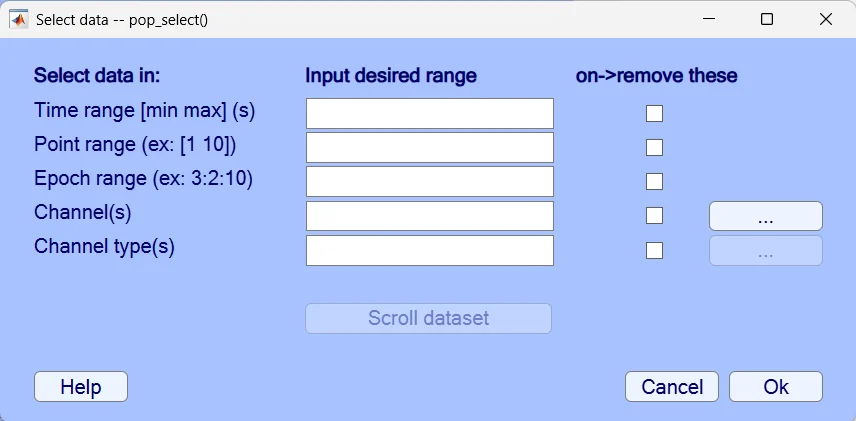 Select data -- pop_select()
Select data in: Input desired range on->remove these
Time range [min max] (s)
Point range (ex: [1 10])
Epoch range (ex: 3:2:10)
Channel(s) ...
Channel type(s) ...
Scroll dataset
Help Cancel Ok